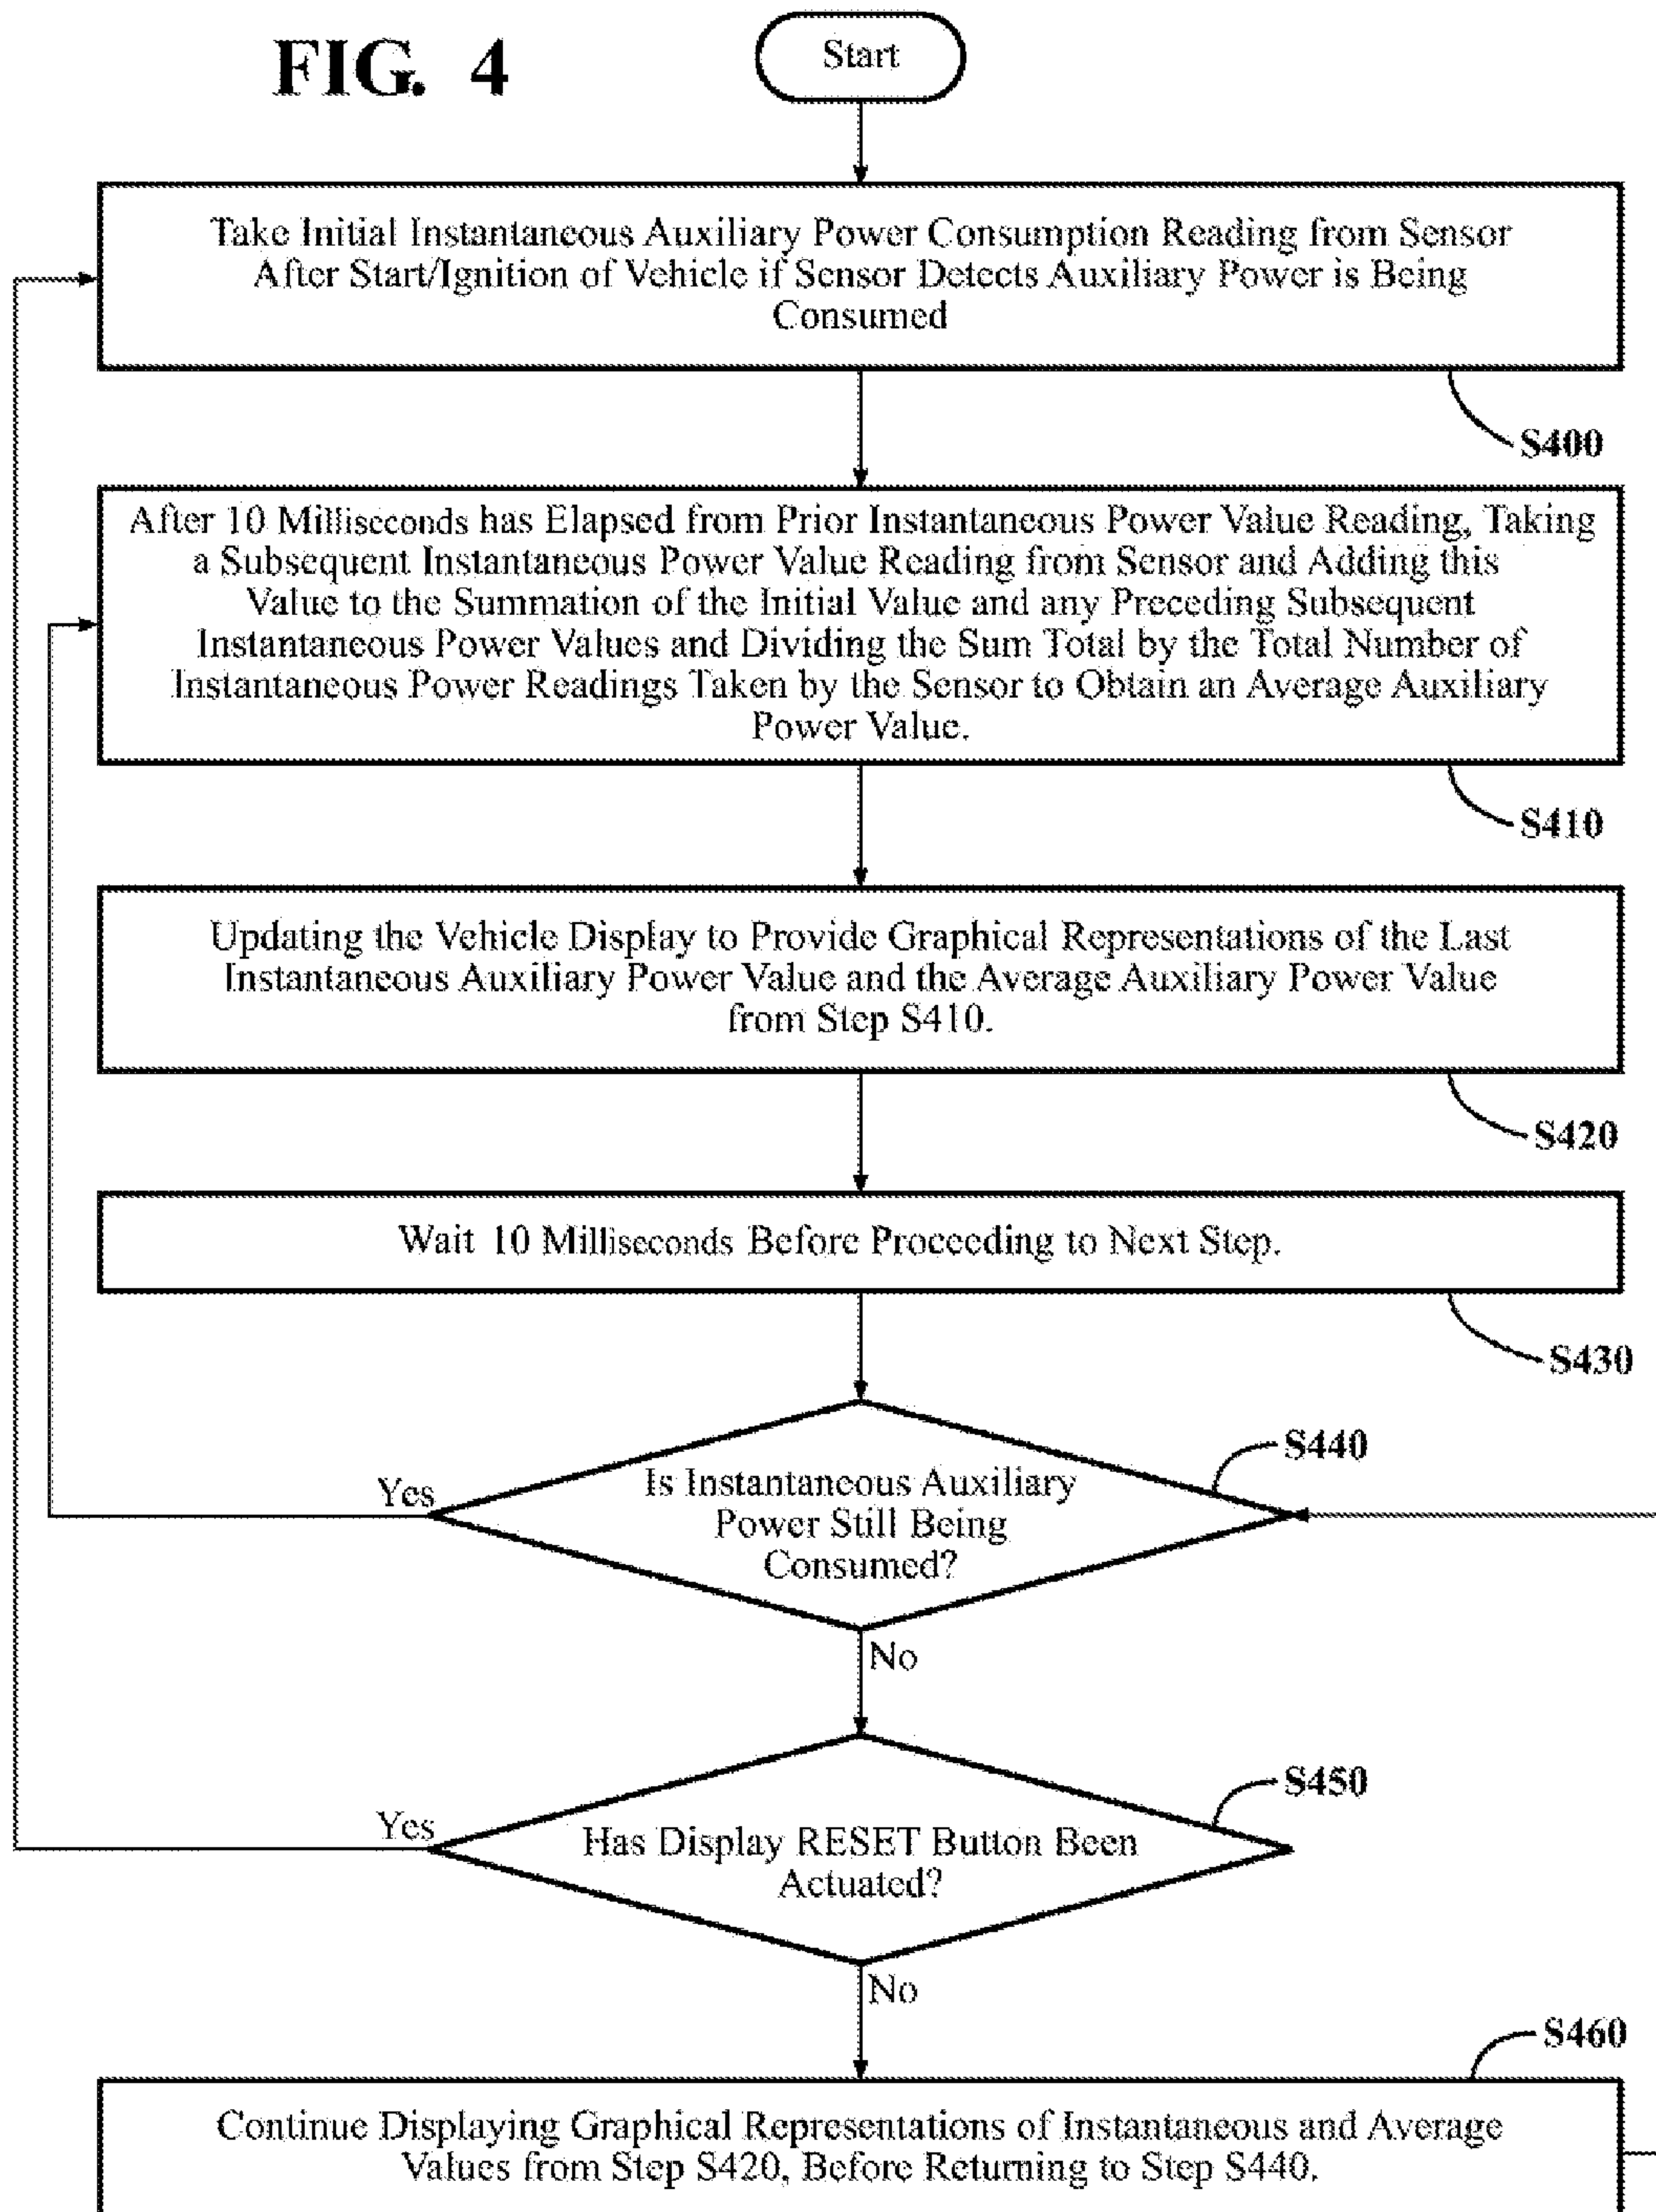 FIG. 4
Start
Take Initial Instantaneous Auxiliary Power Consumption Reading from Sensor
After Start/Ignition of Vehicle if Sensor Detects Auxiliary Power is Being
Consumed
S400
After 10 Milliseconds has Elapsed from Prior Instantaneous Power Value Reading, Taking
a Subsequent Instantaneous Power Value Reading from Sensor and Adding this
Value to the Summation of the Initial Value and any Preceding Subsequent
Instantaneous Power Values and Dividing the Sum Total by the Total Number of
Instantaneous Power Readings Taken by the Sensor to Obtain an Average Auxiliary
Power Value.
S410
Updating the Vehicle Display to Provide Graphical Representations of the Last
Instantaneous Auxiliary Power Value and the Average Auxiliary Power Value
from Step S410.
S420
Wait 10 Milliseconds Before Proceeding to Next Step.
S430
S440
Yes
Is Instantaneous Auxiliary
Power Still Being
Consumed?
No
S450
Yes
Has Display RESET Button Been
Actuated?
No
S460
Continue Displaying Graphical Representations of Instantaneous and Average
Values from Step S420, Before Returning to Step S440.